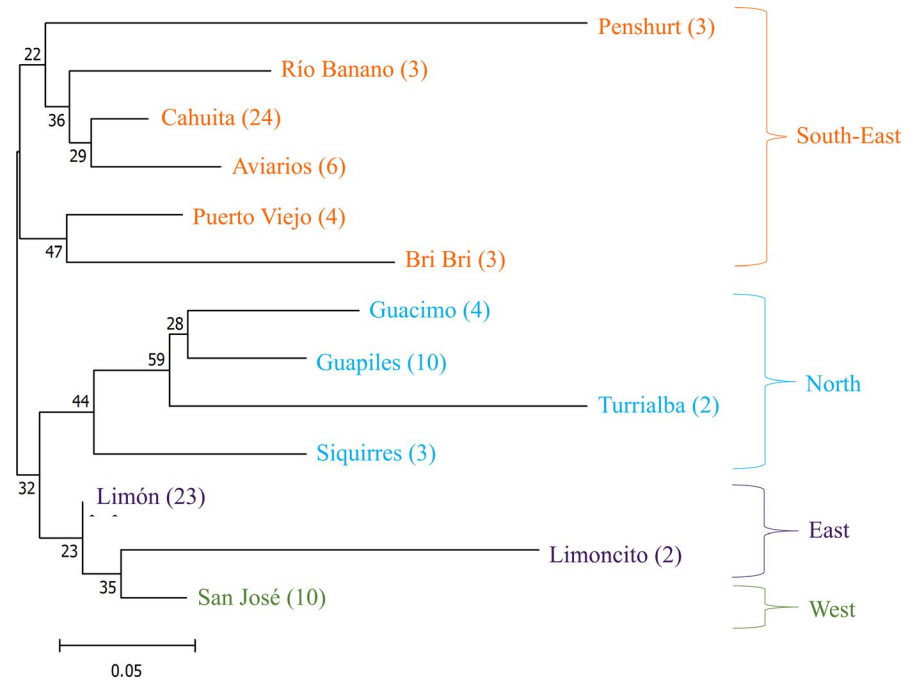 Penshurt (3)
22
Río Banano (3)
36
Cahuita (24)
South-East
29
Aviarios (6)
Puerto Viejo (4)
47
Bri Bri (3)
Guacimo (4)
28
Guapiles (10)
59
North
44
Turrialba (2)
Siquirres (3)
32
Limón (23)
East
23
Limoncito (2)
35
San José (10)
West
0.05